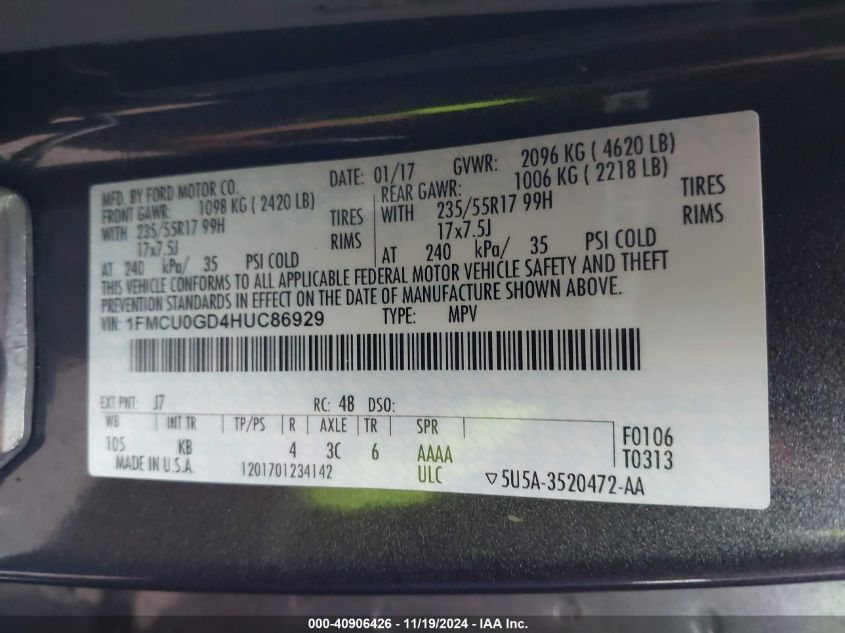 MFD. BY FORD MOTOR CO.
DATE: 01/17 GVWR: 2096 KG ( 4620 LB)
FRONT GAWR: 1098 KG ( 2420 LB)
REAR GAWR: 1006 KG ( 2218 LB)
WITH 235/55R17 99H TIRES
WITH 235/55R17 99H TIRES
17x7.5J RIMS
17x7.5J RIMS
AT 240 kPa/ 35 PSI COLD
AT 240 kPa/ 35 PSI COLD
THIS VEHICLE CONFORMS TO ALL APPLICABLE FEDERAL MOTOR VEHICLE SAFETY AND THEFT
PREVENTION STANDARDS IN EFFECT ON THE DATE OF MANUFACTURE SHOWN ABOVE.
VIN: 1FMCU0GD4HUC86929 TYPE: MPV
EXT PNT: J7 RC: 48 DSO:
WB INT TR TP/PS R AXLE TR SPR
105 KB 4 3C 6 AAAA
F0106
T0313
MADE IN U.S.A. 1201701234142 ULC
▽5U5A-3520472-AA
000-40906426 - 11/19/2024 - © IAA Inc.